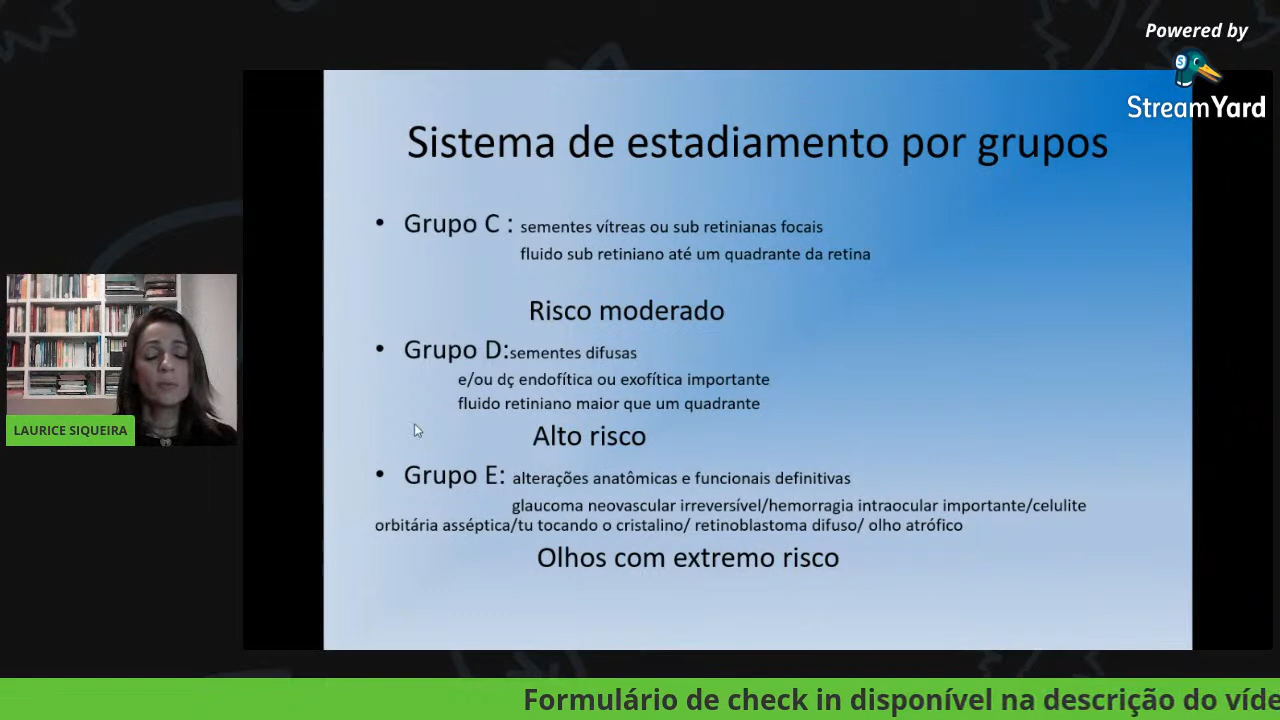 Powered by
StreamYard
Sistema de estadiamento por grupos
• Grupo C : sementes vítreas ou sub retinianas focais
fluido sub retiniano até um quadrante da retina
Risco moderado
• Grupo D:sementes difusas
e/ou dç endofítica ou exofítica importante
fluido retiniano maior que um quadrante
Alto risco
• Grupo E: alterações anatômicas e funcionais definitivas
glaucoma neovascular irreversível/hemorragia intraocular importante/celulite
orbitária asséptica/tu tocando o cristalino/ retinoblastoma difuso/ olho atrófico
Olhos com extremo risco
LAURICE SIQUEIRA
Formulário de check in disponível na descrição do víde